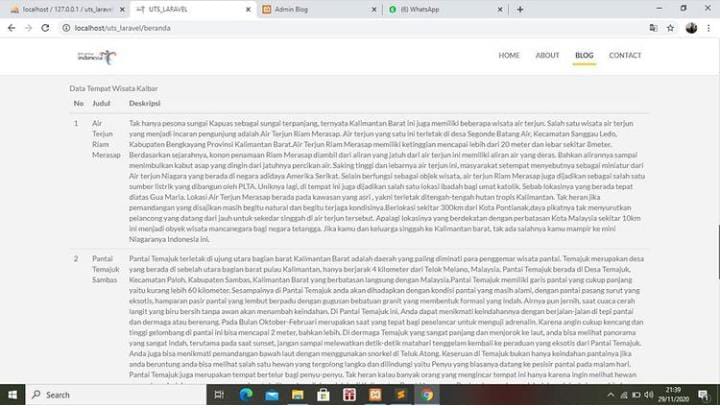 localhost / 127.0.0.1 / uts_laravel
UTS_LARAVEL
Admin Blog
(6) WhatsApp
localhost/uts_laravel/beranda
indonesia
HOME ABOUT BLOG CONTACT
Data Tempat Wisata Kalbar
No Judul Deskripsi
1 Air Terjun Riam Merasap
Tak hanya pesona sungai Kapuas sebagai sungai terpanjang, ternyata Kalimantan Barat ini juga memiliki beberapa wisata air terjun. Salah satu wisata air terjun
yang menjadi incaran pengunjung adalah Air Terjun Riam Merasap. Air terjun yang satu ini terletak di desa Segonde Batang Air, Kecamatan Sanggau Ledo,
Kabupaten Bengkayang Provinsi Kalimantan Barat.Air Terjun Riam Merasap memiliki ketinggian mencapai lebih dari 20 meter dan lebar sekitar 8meter.
Berdasarkan sejarahnya, konon penamaan Riam Merasap diambil dari aliran yang jatuh dari air terjun ini memiliki aliran air yang deras. Bahkan alirannya sampai
menimbulkan kabut asap yang dingin dari jatuhnya percikan air. Saking tinggi dan lebarnya air terjun ini, masyarakat setempat menyebutnya sebagai miniatur dari
Air terjun Niagara yang berada di negara adidaya Amerika Serikat. Selain berfungsi sebagai objek wisata, air terjun Riam Merasap juga dijadikan sebagai salah satu
sumber listrik yang dibangun oleh PLTA. Uniknya lagi, di tempat ini juga dijadikan salah satu lokasi ibadah bagi umat katolik. Sebab lokasinya yang berada tepat
diatas Gua Maria. Lokasi Air Terjun Merasap berada pada kawasan yang asri , yakni terletak ditengah-tengah hutan tropis Kalimantan. Tak heran jika
pemandangan yang disajikan masih begitu natural dan begitu terjaga kondisinya.Berlokasi sekitar 300km dari Kota Pontianak,daya pikatnya tak menyurutkan
pelancong yang datang dari jauh untuk sekedar singgah di air terjun tersebut. Apalagi lokasinya yang berdekatan dengan perbatasan Kota Malaysia sekitar 10km
ini menjadi obyek wisata mancanegara bagi negara tetangga. Jika kamu dan keluarga singgah ke Kalimantan barat, tak ada salahnya kamu mampir ke mini
Niagaranya Indonesia ini.
2 Pantai Temajuk Sambas
Pantai Temajuk terletak di ujung utara bagian barat Kalimantan Barat adalah daerah yang paling diminati para penggemar wisata pantai. Temajuk merupakan desa
yang berada di sebelah utara bagian barat pulau Kalimantan, hanya berjarak 4 kilometer dari Telok Melano, Malaysia. Pantai Temajuk berada di Desa Temajuk,
Kecamatan Paloh, Kabupaten Sambas, Kalimantan Barat yang berbatasan langsung dengan Malaysia.Pantai Temajuk memiliki garis pantai yang cukup panjang
yaitu kurang lebih 60 kilometer. Sesampainya di Pantai Temajuk anda akan dihadapkan dengan kondisi pantai yang masih alami, dengan pantai pasang surut yang
eksotis, hamparan pasir pantai yang lembut berpadu dengan gugusan bebatuan granit yang membentuk formasi yang indah. Airnya pun jernih, saat cuaca cerah
langit yang biru bersih tanpa awan akan menambah keindahan. Di Pantai Temajuk ini, Anda dapat menikmati keindahannya dengan berjalan-jalan di tepi pantai
dan dermaga atau berenang. Pada Bulan Oktober-Februari merupakan saat yang tepat bagi peselancar untuk menguji adrenalin. Karena angin cukup kencang dan
tinggi gelombang di pantai ini bisa mencapai 2 meter, bahkan lebih. Di dermaga Temajuk yang sangat panjang dan menjorok ke laut, anda bisa melihat panorama
yang sangat indah, terutama pada saat sunset, jangan sampai melewatkan detik-detik matahari tenggelam kembali ke peraduan yang eksotis dari Pantai Temajuk.
Anda juga bisa menikmati pemandangan bawah laut dengan menggunakan snorkel di Teluk Atong. Keseruan di Temajuk bukan hanya keindahan pantainya jika
anda beruntung anda bisa melihat salah satu hewan yang tergolong langka dan dilindungi yaitu Penyu yang biasanya datang ke pesisir pantai pada malam hari.
Pantai Temajuk juga merupakan tempat bertelur bagi penyu-penyu. Tak heran kalau banyak orang yang mengincar tempat ini hanya karena ingin melihat hewan
Search
21:39
29/11/2020